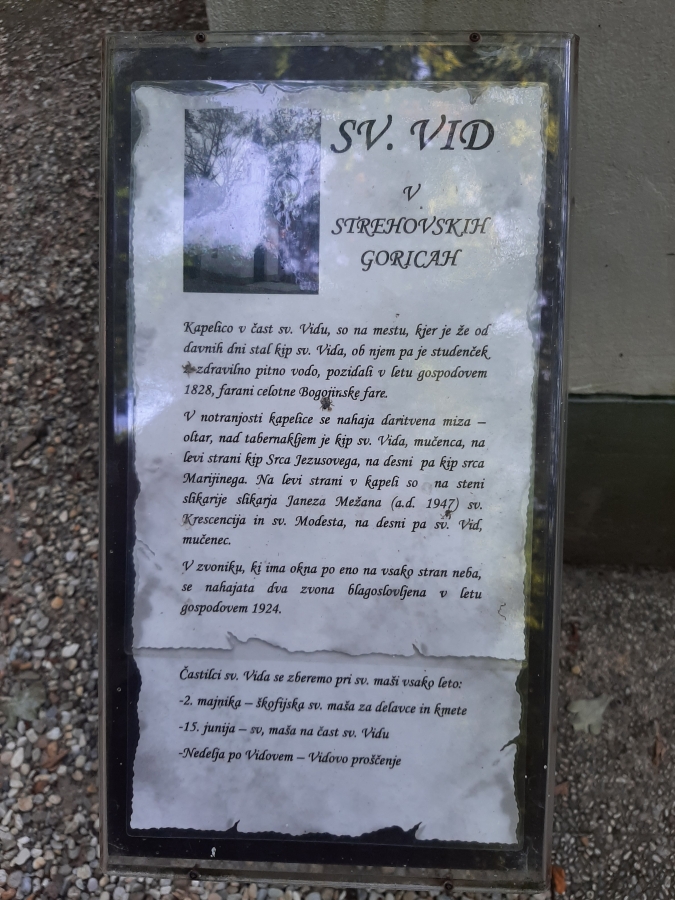 SV. VID
V
STREHOVSKIH
GORICAH
Kapelico v čast sv. Vidu, so na mestu, kjer je že od
davnih dni stal kip sv. Vida, ob njem pa je studenček
z zdravilno pitno vodo, pozidali v letu gospodovem
1828, farani celotne Bogojinske fare.
V notranjosti kapelice se nahaja daritvena miza –
oltar, nad tabernakljem je kip sv. Vida, mučenca, na
levi strani kip Srca Jezusovega, na desni pa kip srca
Marijinega. Na levi strani v kapeli so na steni
slikarije slikarja Janeza Mežana (a.d. 1947) sv.
Krescencija in sv. Modesta, na desni pa sv. Vid,
mučenec.
V zvoniku, ki ima okna po eno na vsako stran neba,
se nahajata dva zvona blagoslovljena v letu
gospodovem 1924.
Častilci sv. Vida se zberemo pri sv. maši vsako leto:
-2. majnika – škofijska sv. maša za delavce in kmete
-15. junija – sv, maša na čast sv. Vidu
-Nedelja po Vidovem – Vidovo proščenje